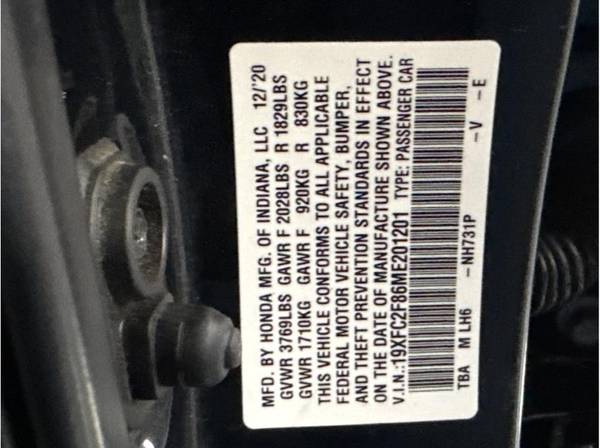 MFD. BY HONDA MFG. OF INDIANA, LLC 12/'20
GVWR 3769LBS GAWR F 2028LBS R 1829LBS
GVWR 1710KG GAWR F 920KG R 830KG
THIS VEHICLE CONFORMS TO ALL APPLICABLE
FEDERAL MOTOR VEHICLE SAFETY, BUMPER,
AND THEFT PREVENTION STANDARDS IN EFFECT
ON THE DATE OF MANUFACTURE SHOWN ABOVE.
V.I.N.:19XFC2F86ME201201 TYPE: PASSENGER CAR
TBA M LH6 -NH731P -V -E